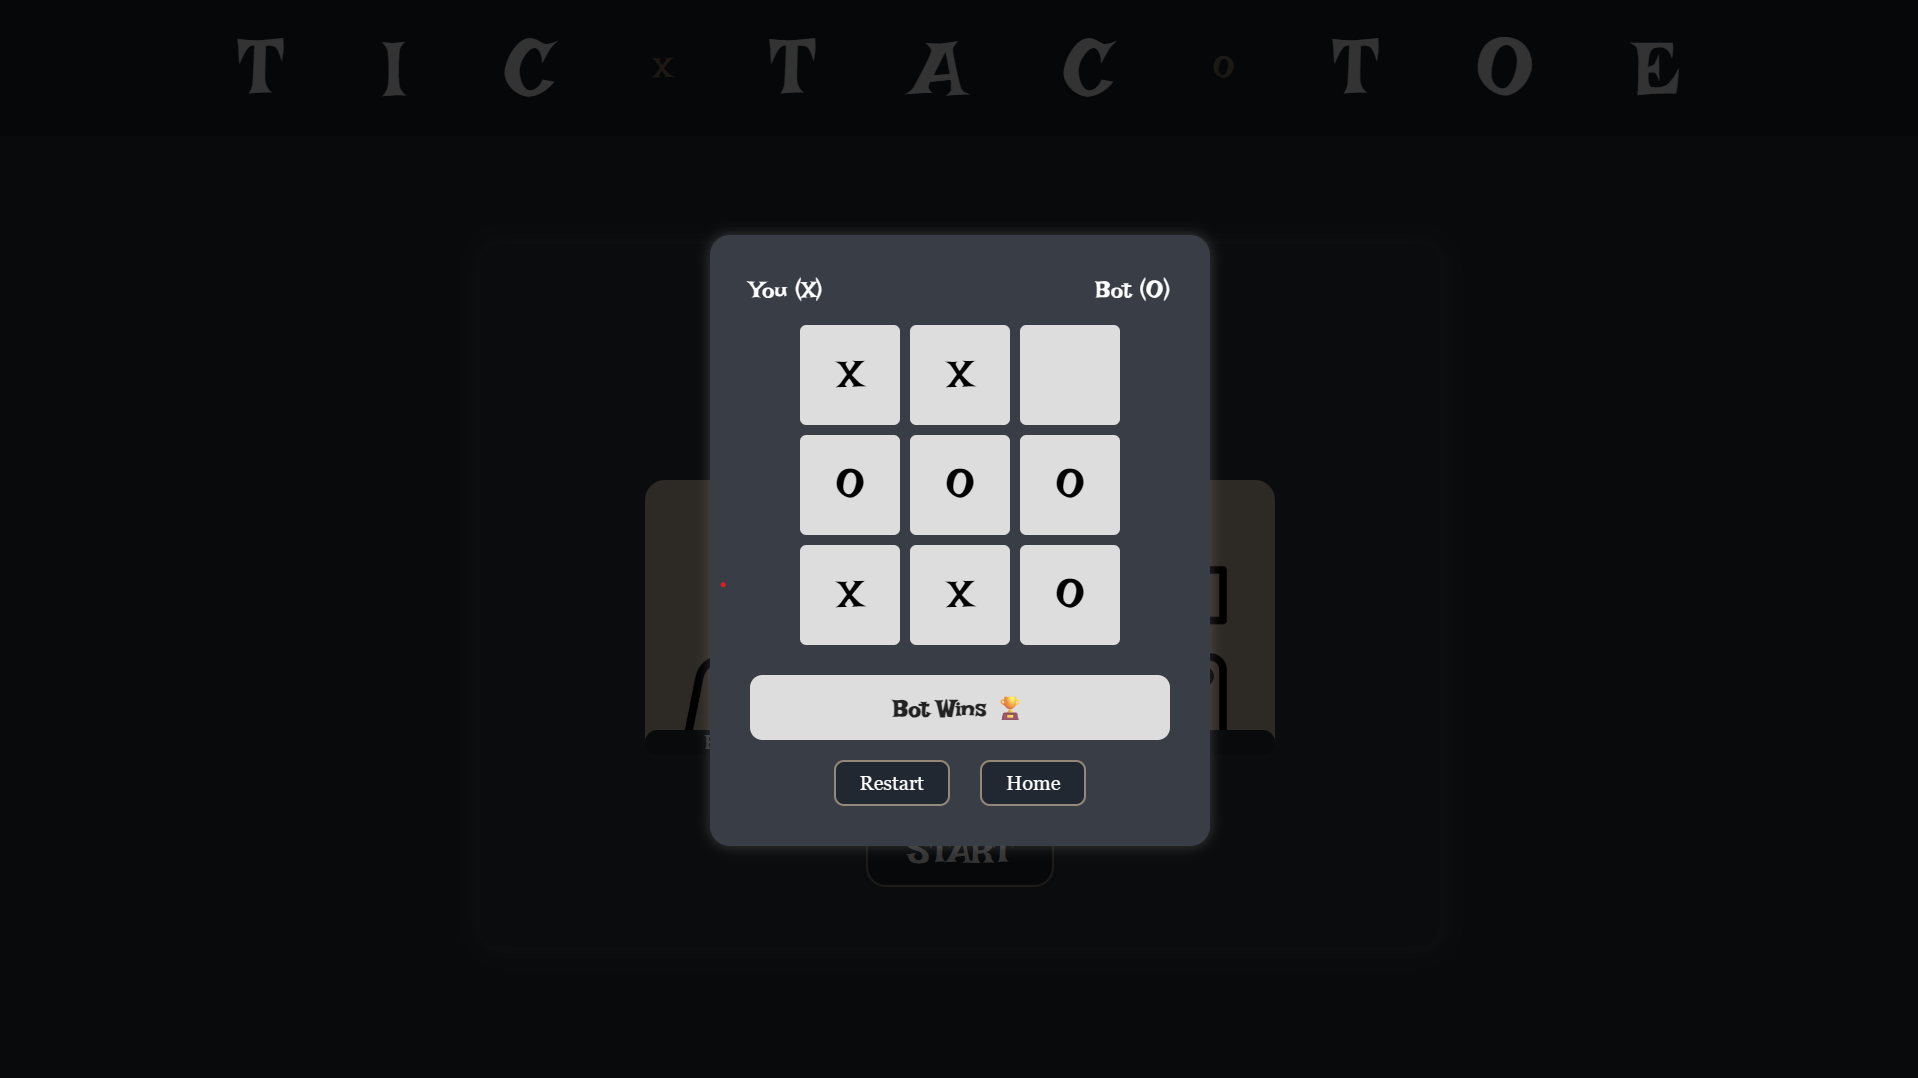 T I C X T A C O T O E
You (X) Bot (O)
X X
O O O
X X O
Bot Wins 🏆
Restart Home
START